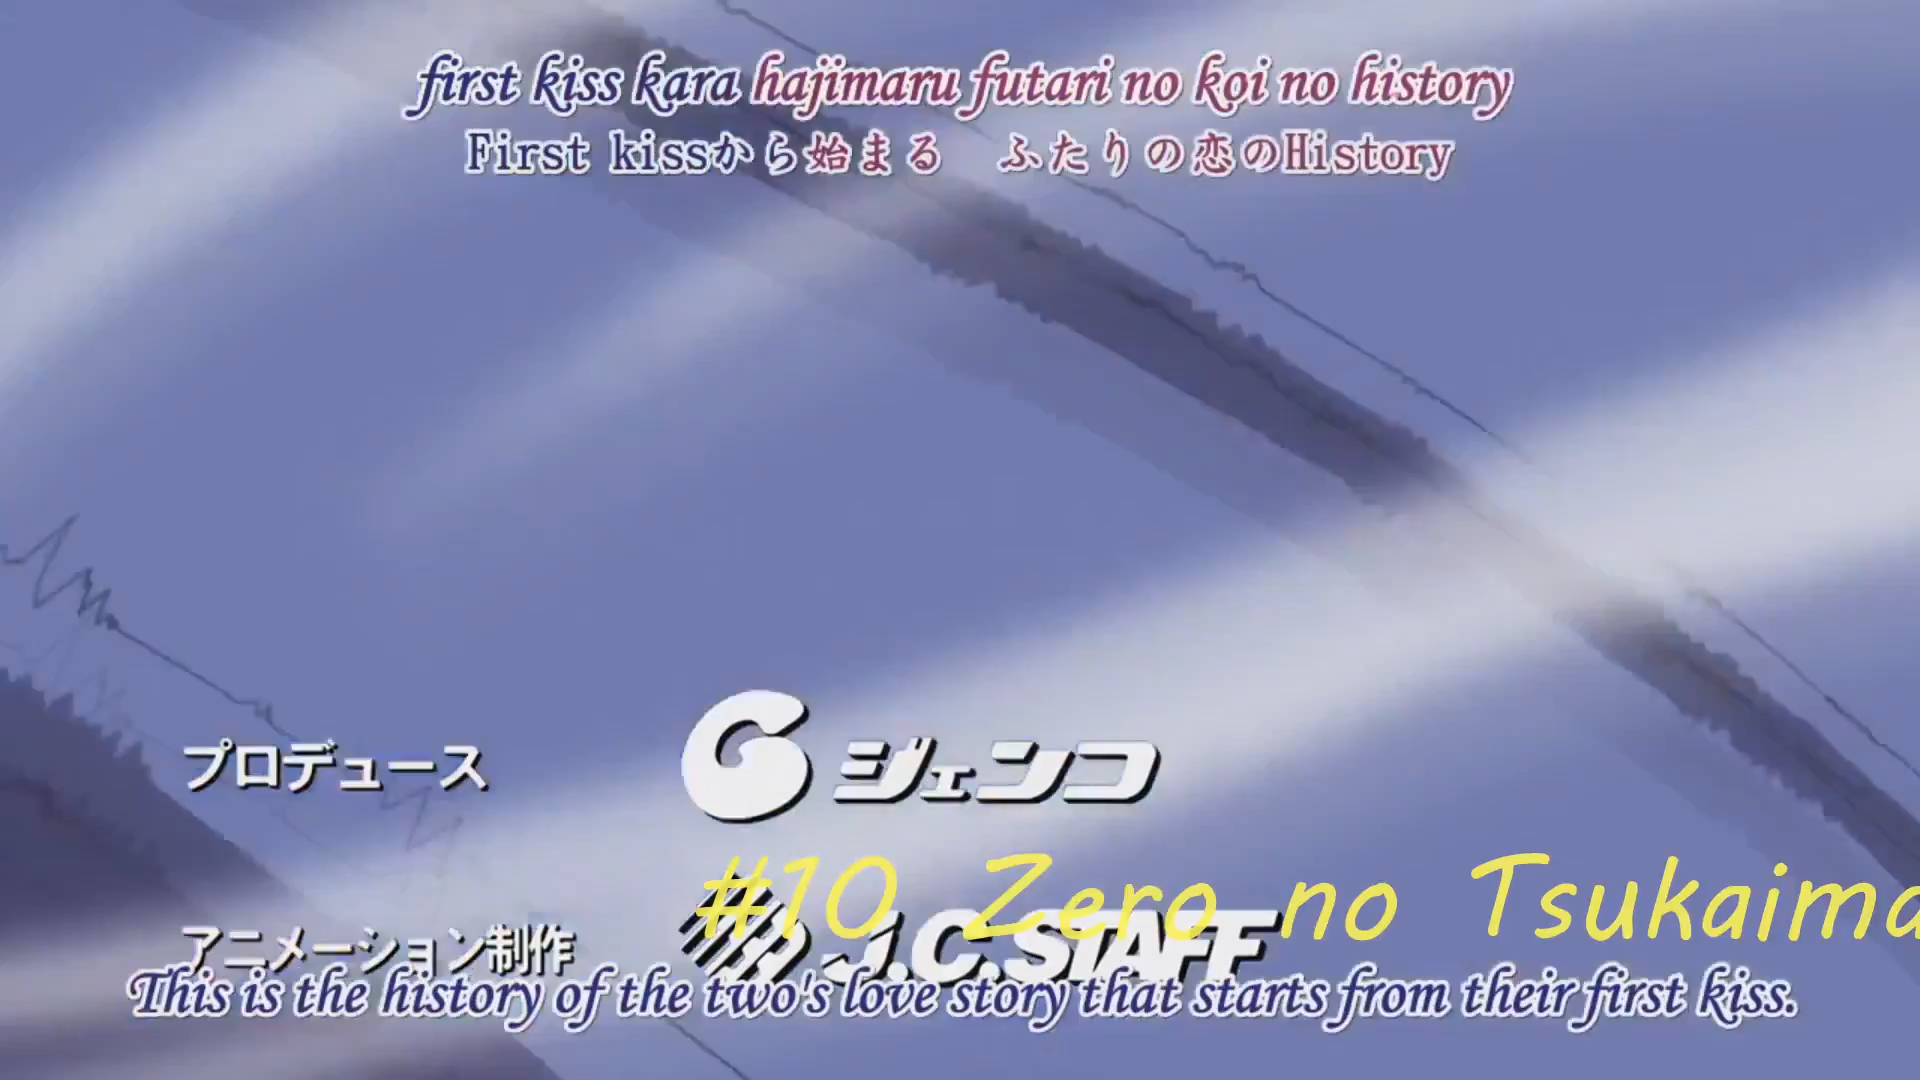 first kiss kara hajimaru futari no koi no history
First kissから始まる　ふたりの恋のHistory
プロデュース
ジェンコ
#10 Zero no Tsukaima
アニメーション制作
J.C.STAFF
This is the history of the two's love story that starts from their first kiss.